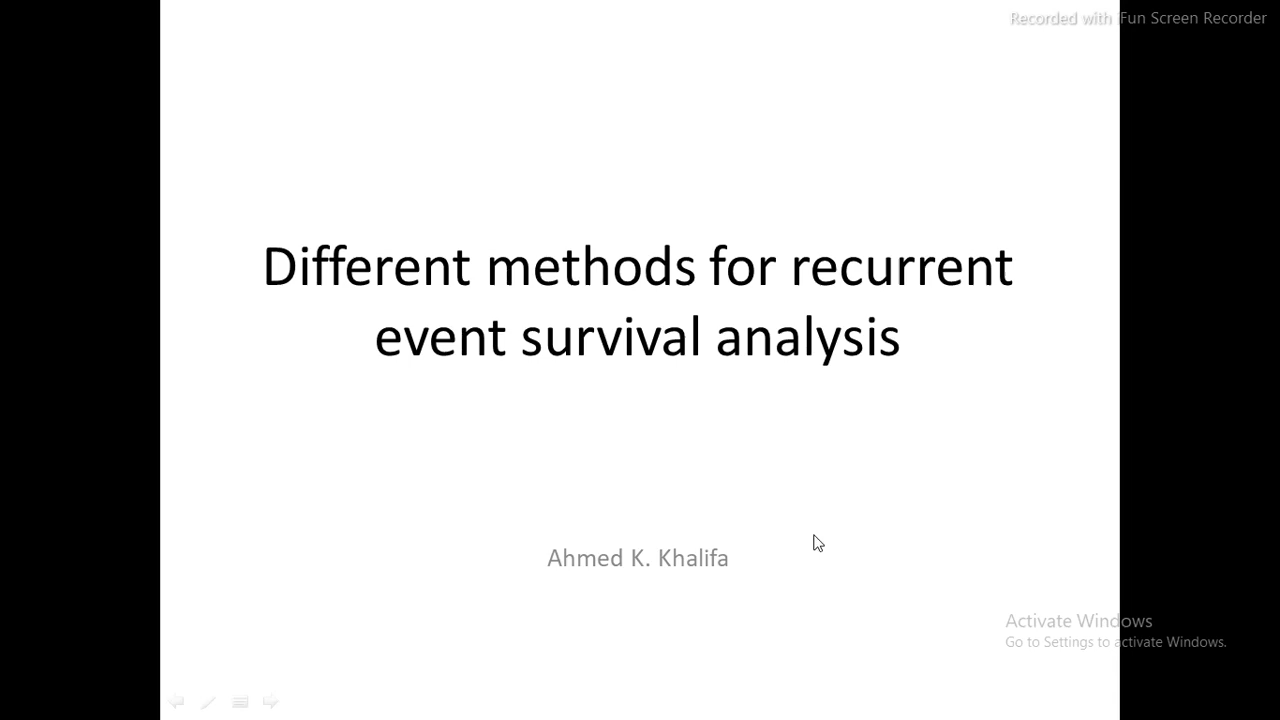 Recorded with iFun Screen Recorder
Different methods for recurrent
event survival analysis
Ahmed K. Khalifa
Activate Windows
Go to Settings to activate Windows.